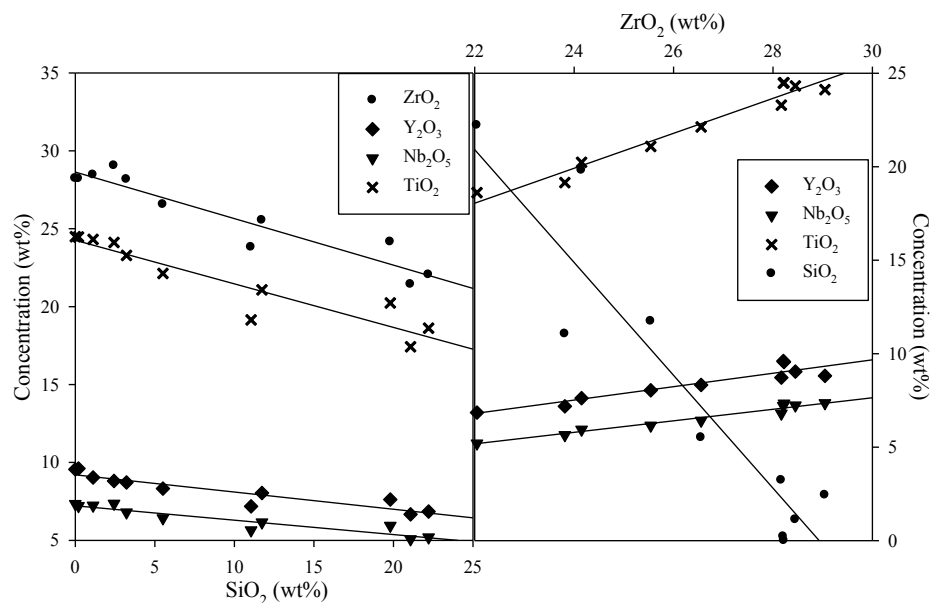 ZrO₂ (wt%)
22 24 26 28 30
35
30
25
20
15
10
5
Concentration (wt%)
ZrO₂
Y₂O₃
Nb₂O₅
TiO₂
0 5 10 15 20 25
SiO₂ (wt%)
Y₂O₃
Nb₂O₅
TiO₂
SiO₂
25
20
15
10
5
0
Concentration (wt%)